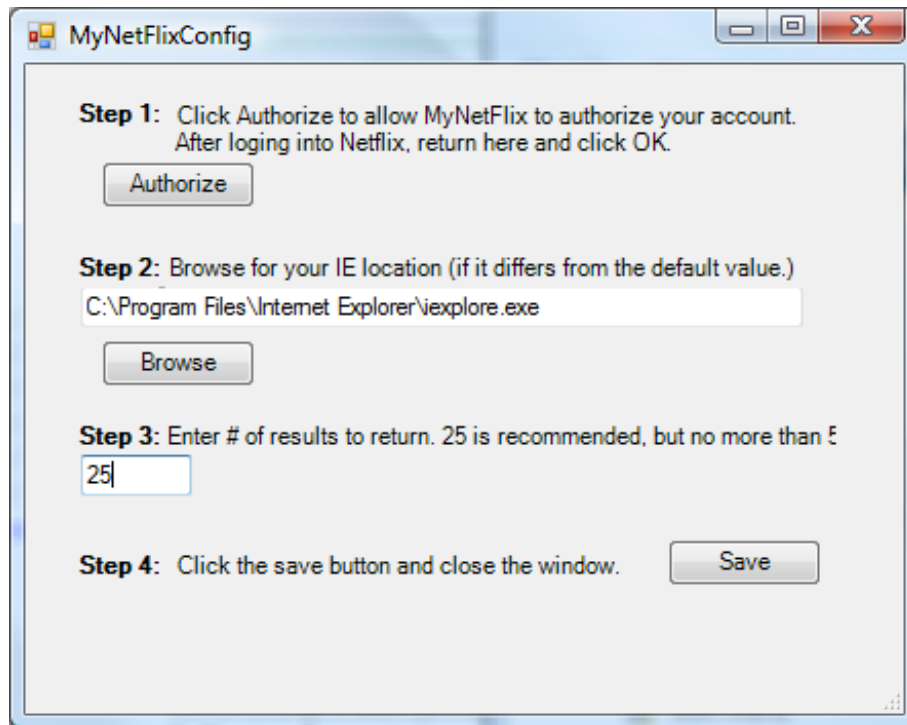 MyNetFlixConfig
Step 1: Click Authorize to allow MyNetFlix to authorize your account.
After loging into Netflix, return here and click OK.
Authorize
Step 2: Browse for your IE location (if it differs from the default value.)
C:\Program Files\Internet Explorer\iexplore.exe
Browse
Step 3: Enter # of results to return. 25 is recommended, but no more than
25
Step 4: Click the save button and close the window.
Save